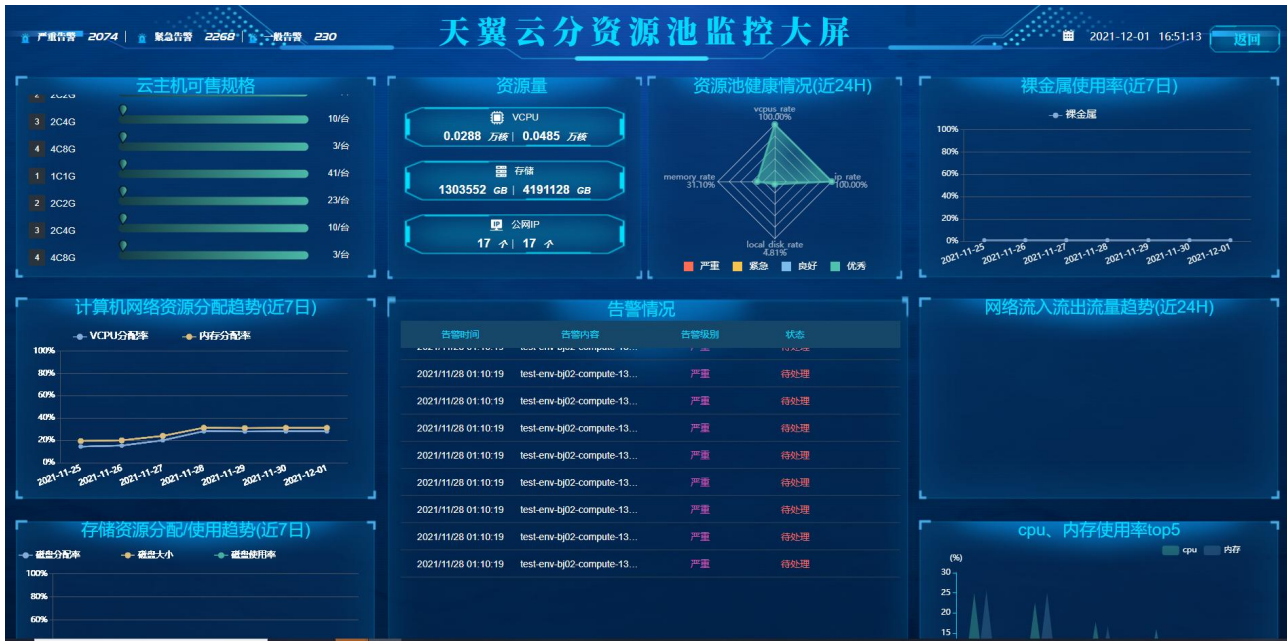 严重告警 2074 | 紧急告警 2268 | 一般告警 230
天翼云分资源池监控大屏
2021-12-01 16:51:13 返回
云主机可售规格
2 2C2G
3 2C4G 10/台
4 4C8G 3/台
1 1C1G 41/台
2 2C2G 23/台
3 2C4G 10/台
4 4C8G 3/台
资源量
VCPU
0.0288 万核 | 0.0485 万核
存储
1303552 GB | 4191128 GB
IP 公网IP
17 个 | 17 个
资源池健康情况(近24H)
vcpus_rate
100.00%
memory_rate
31.10%
ip_rate
100.00%
local_disk_rate
4.81%
严重 紧急 良好 优秀
裸金属使用率(近7日)
裸金属
100%
80%
60%
40%
20%
0%
2021-11-25 2021-11-26 2021-11-27 2021-11-28 2021-11-29 2021-11-30 2021-12-01
计算机网络资源分配趋势(近7日)
VCPU分配率 内存分配率
100%
80%
60%
40%
20%
0%
2021-11-25 2021-11-26 2021-11-27 2021-11-28 2021-11-29 2021-11-30 2021-12-01
告警情况
告警时间 告警内容 告警级别 状态
2021/11/28 01:10:19 test-env-bj02-compute-13... 严重 待处理
2021/11/28 01:10:19 test-env-bj02-compute-13... 严重 待处理
2021/11/28 01:10:19 test-env-bj02-compute-13... 严重 待处理
2021/11/28 01:10:19 test-env-bj02-compute-13... 严重 待处理
2021/11/28 01:10:19 test-env-bj02-compute-13... 严重 待处理
2021/11/28 01:10:19 test-env-bj02-compute-13... 严重 待处理
2021/11/28 01:10:19 test-env-bj02-compute-13... 严重 待处理
2021/11/28 01:10:19 test-env-bj02-compute-13... 严重 待处理
网络流入流出流量趋势(近24H)
存储资源分配/使用趋势(近7日)
磁盘分配率 磁盘大小 磁盘使用率
100%
80%
60%
cpu、内存使用率top5
cpu 内存
(%)
30
25
20
15